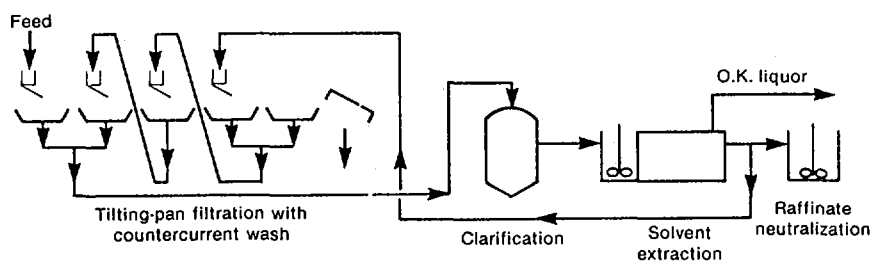 Feed
O.K. liquor
Tilting-pan filtration with
countercurrent wash
Clarification
Solvent
extraction
Raffinate
neutralization